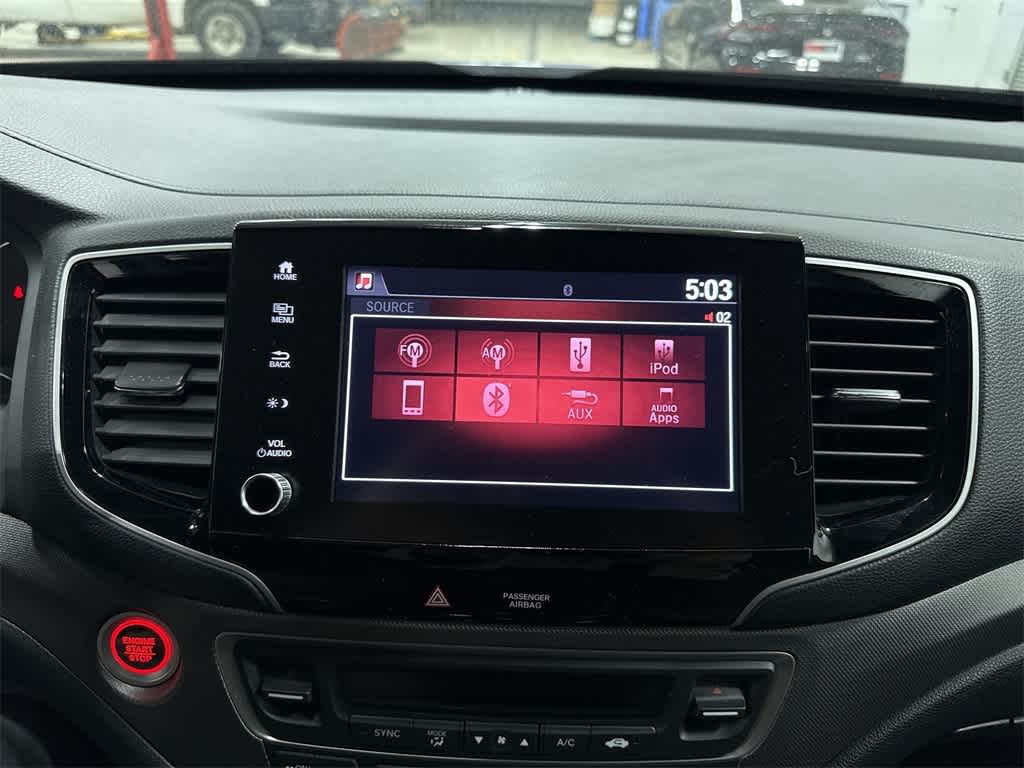 HOME
MENU
BACK
VOL
AUDIO
5:03
SOURCE
02
FM
AM
iPod
AUX
AUDIO
Apps
PASSENGER
AIRBAG
ENGINE
START
STOP
SYNC
MODE
A/C